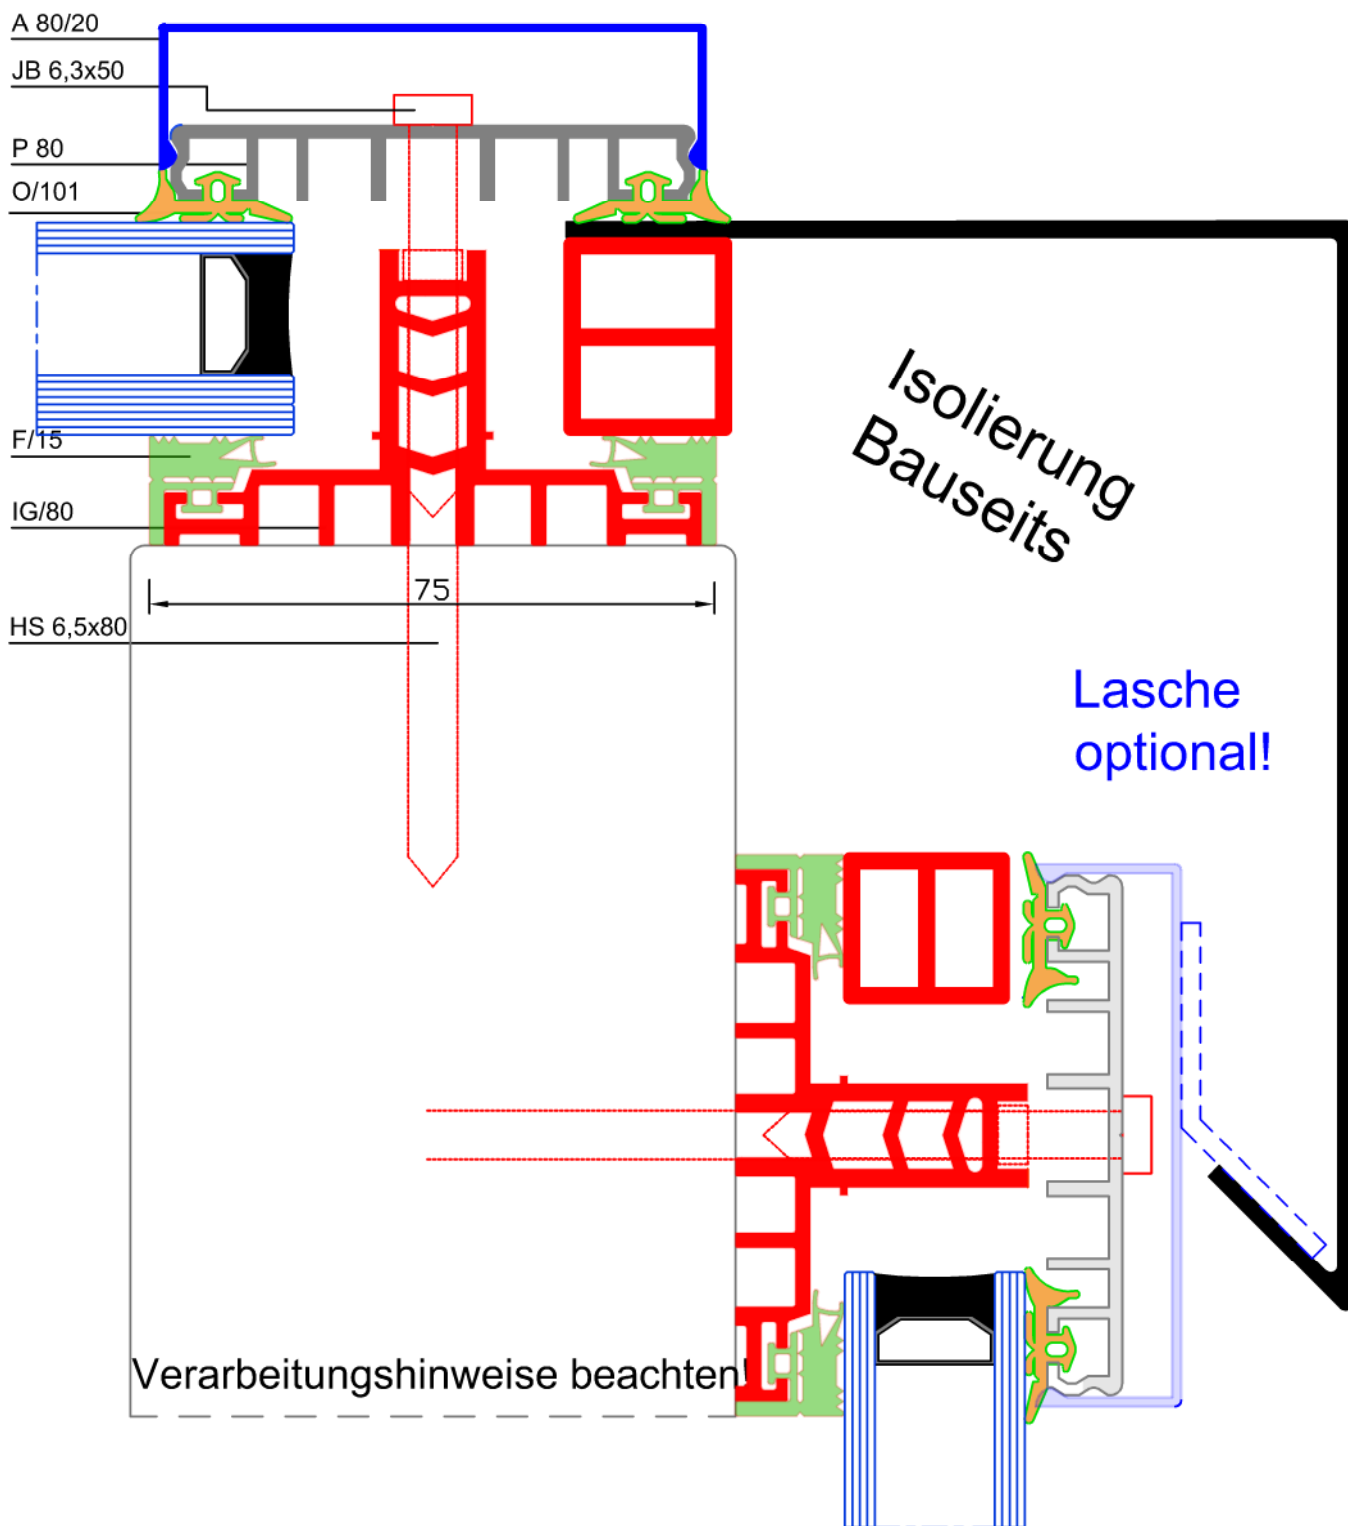 A 80/20
JB 6,3x50
P 80
O/101
F/15
IG/80
75
HS 6,5x80
Isolierung
Bauseits
Lasche
optional!
Verarbeitungshinweise beachten!